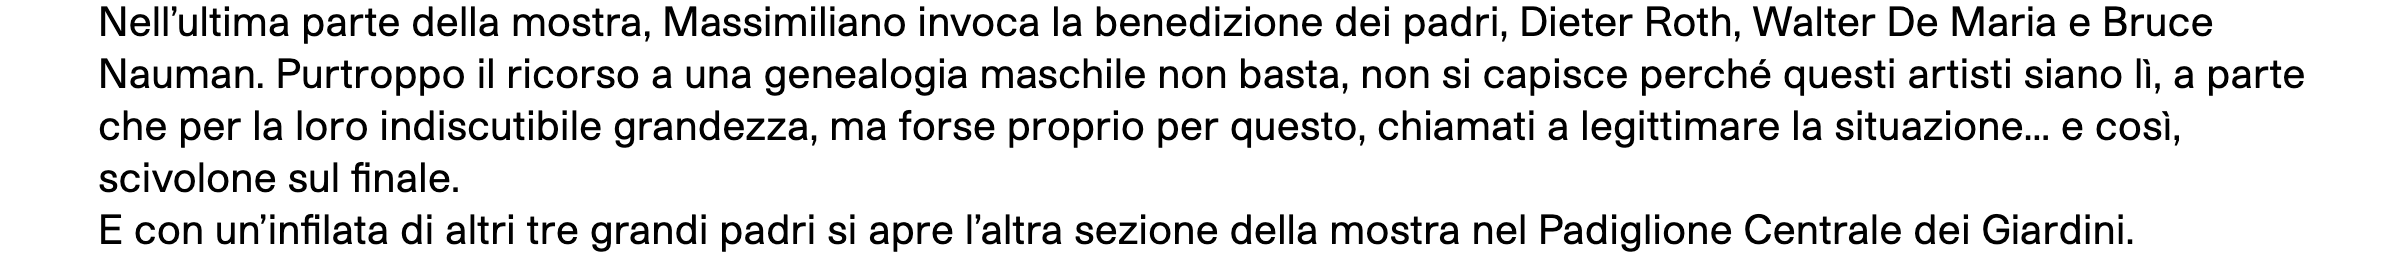 Nell’ultima parte della mostra, Massimiliano invoca la benedizione dei padri, Dieter Roth, Walter De Maria e Bruce
Nauman. Purtroppo il ricorso a una genealogia maschile non basta, non si capisce perché questi artisti siano lì, a parte
che per la loro indiscutibile grandezza, ma forse proprio per questo, chiamati a legittimare la situazione… e così,
scivolone sul finale.
E con un’infilata di altri tre grandi padri si apre l’altra sezione della mostra nel Padiglione Centrale dei Giardini.